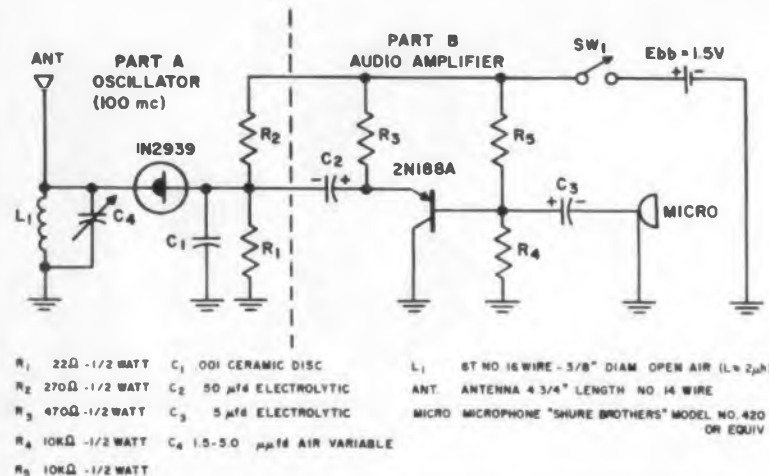 ANT
PART A
OSCILLATOR
(100 mc)
PART B
AUDIO AMPLIFIER
SW1
Ebb = 1.5V
+ -
R2
R3
R5
1N2939
C2
- +
2N188A
C3
+ -
MICRO
L1
C4
C1
R1
R4
R1 22Ω -1/2 WATT C1 .001 CERAMIC DISC L1 6T NO. 16 WIRE - 3/8" DIAM. OPEN AIR (L≈2μh)
R2 270Ω -1/2 WATT C2 50 μfd ELECTROLYTIC ANT. ANTENNA 4 3/4" LENGTH NO 14 WIRE
R3 470Ω -1/2 WATT C3 5 μfd ELECTROLYTIC MICRO MICROPHONE "SHURE BROTHERS" MODEL NO. 420
OR EQUIV
R4 10KΩ -1/2 WATT C4 1.5-5.0 μμfd AIR VARIABLE
R5 10KΩ -1/2 WATT